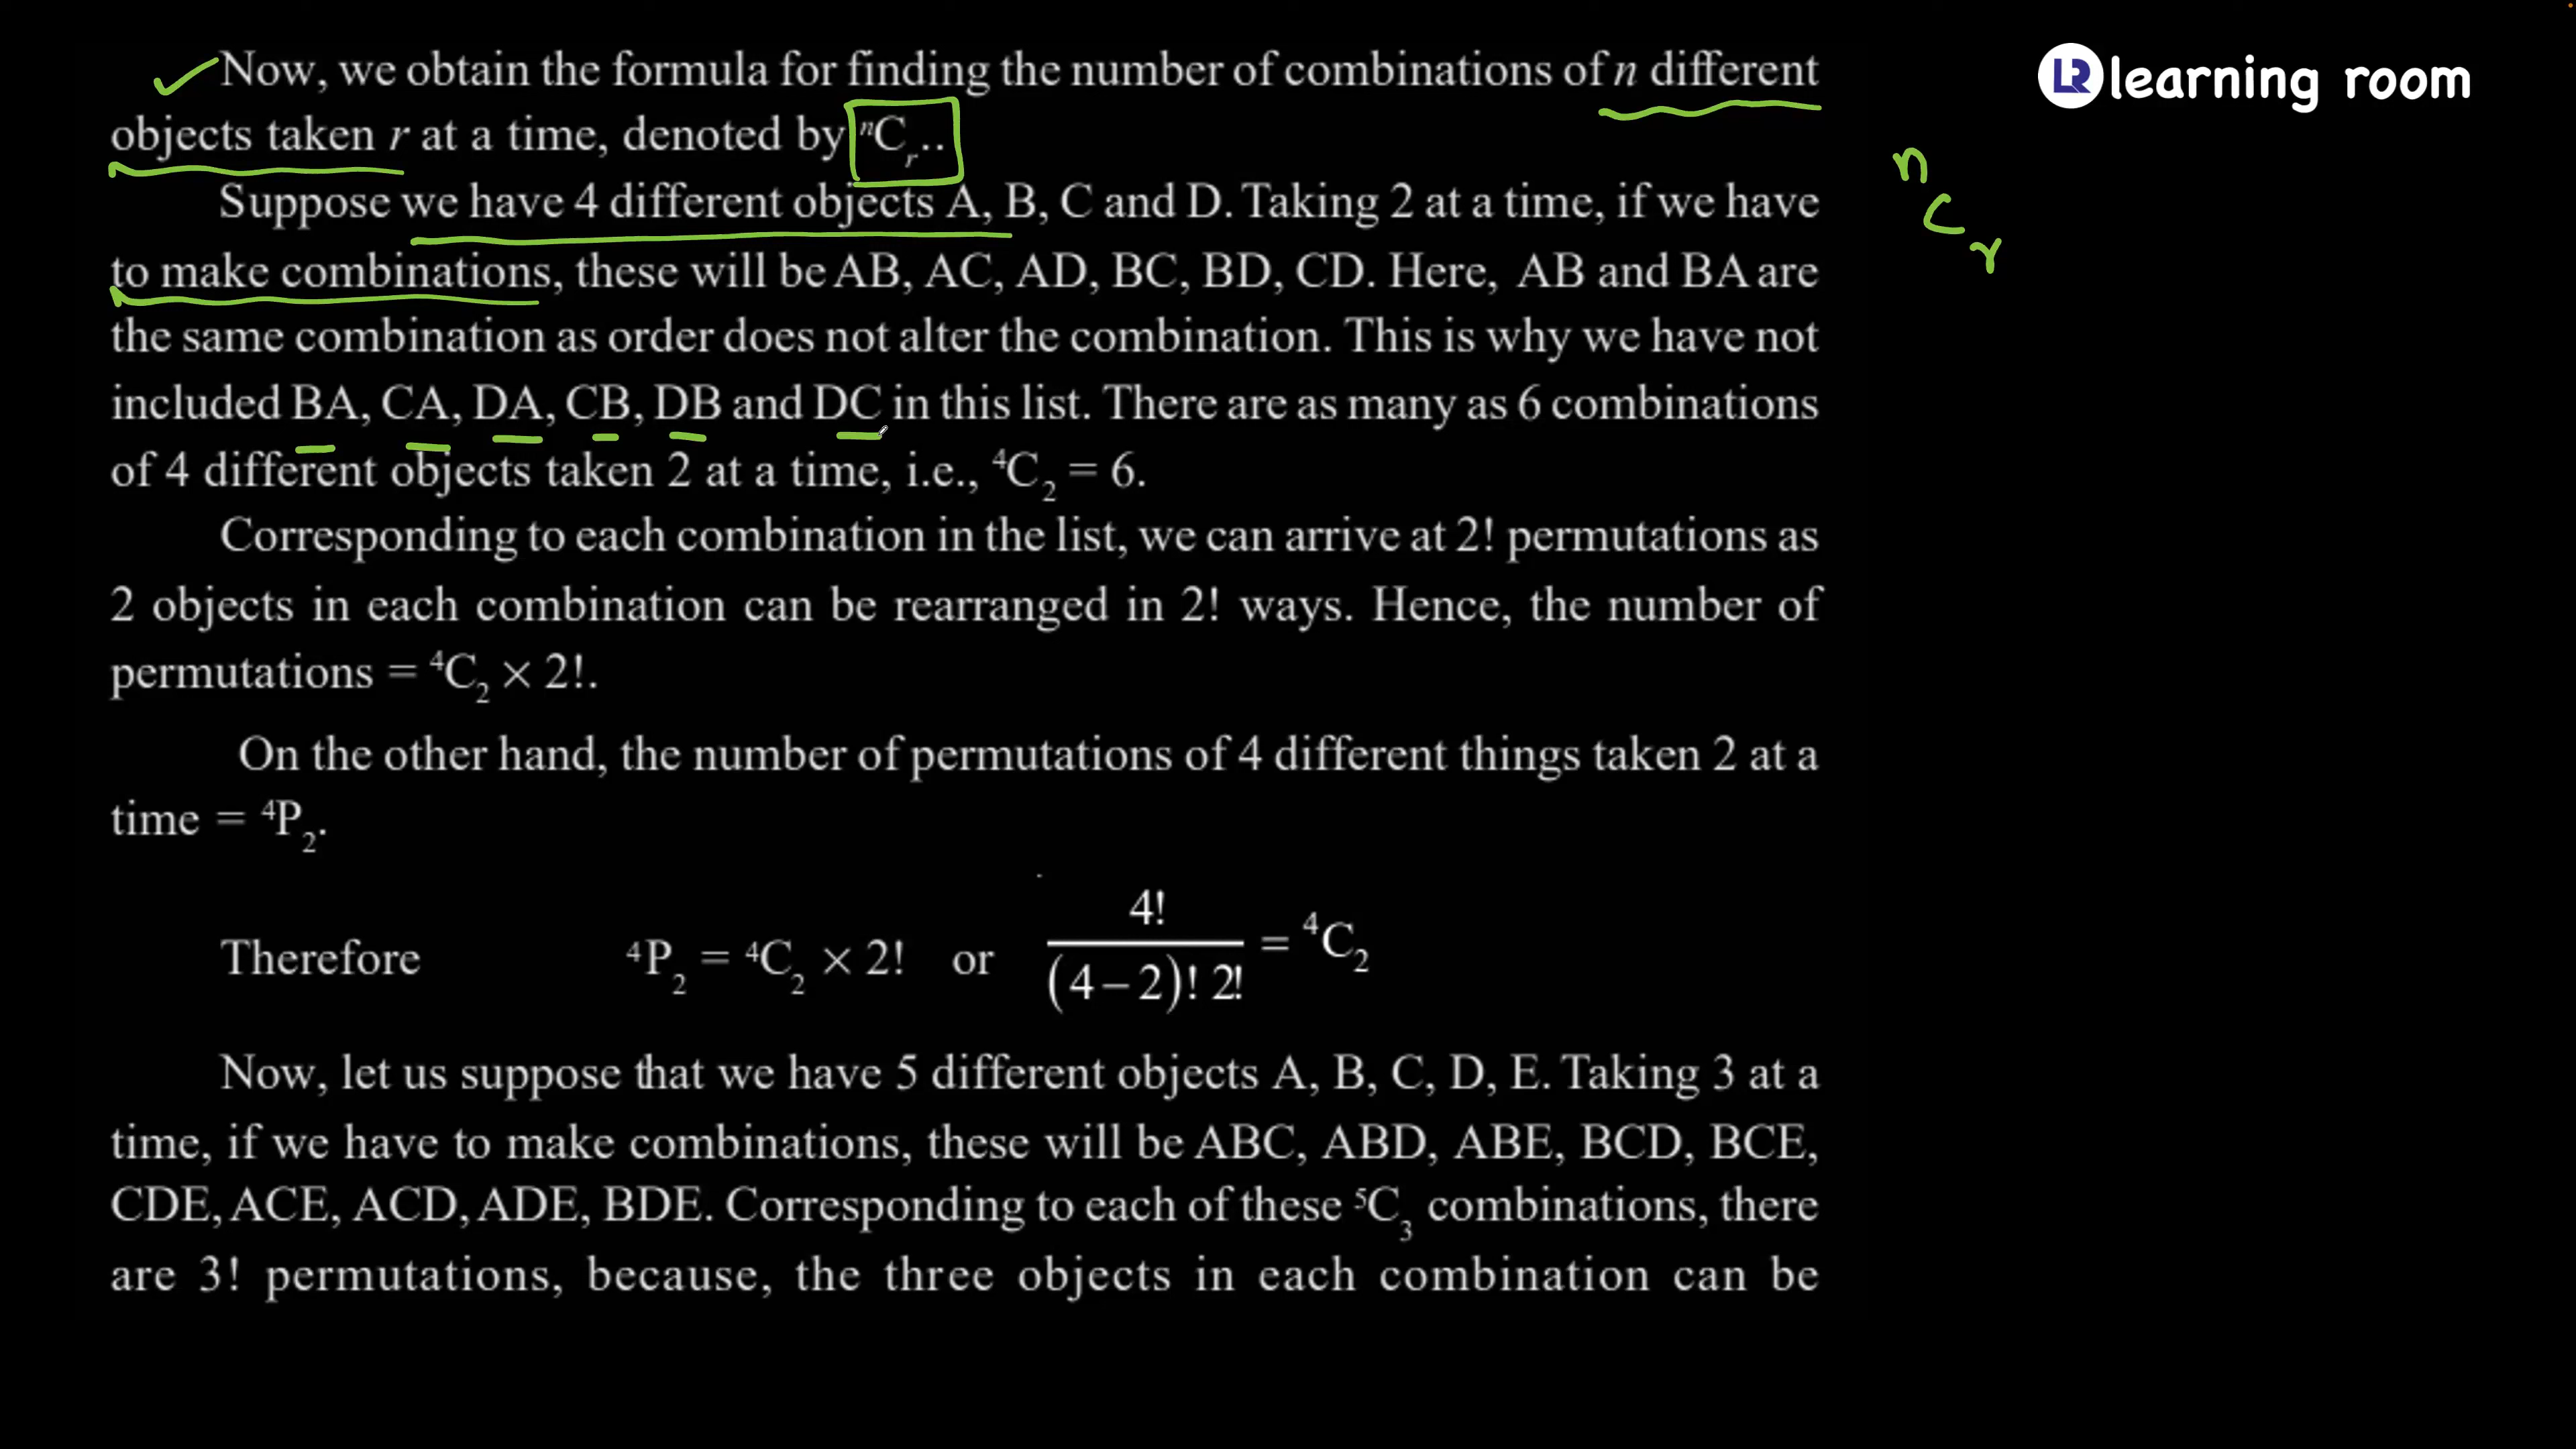 Now, we obtain the formula for finding the number of combinations of n different
objects taken r at a time, denoted by ⁿCᵣ..
Suppose we have 4 different objects A, B, C and D. Taking 2 at a time, if we have
to make combinations, these will be AB, AC, AD, BC, BD, CD. Here, AB and BA are
the same combination as order does not alter the combination. This is why we have not
included BA, CA, DA, CB, DB and DC in this list. There are as many as 6 combinations
of 4 different objects taken 2 at a time, i.e., ⁴C₂ = 6.
Corresponding to each combination in the list, we can arrive at 2! permutations as
2 objects in each combination can be rearranged in 2! ways. Hence, the number of
permutations = ⁴C₂ × 2!.
On the other hand, the number of permutations of 4 different things taken 2 at a
time = ⁴P₂.
Therefore ⁴P₂ = ⁴C₂ × 2! or 4! / (4 – 2)! 2! = ⁴C₂
Now, let us suppose that we have 5 different objects A, B, C, D, E. Taking 3 at a
time, if we have to make combinations, these will be ABC, ABD, ABE, BCD, BCE,
CDE, ACE, ACD, ADE, BDE. Corresponding to each of these ⁵C₃ combinations, there
are 3! permutations, because, the three objects in each combination can be
LR learning room
ⁿCᵣ